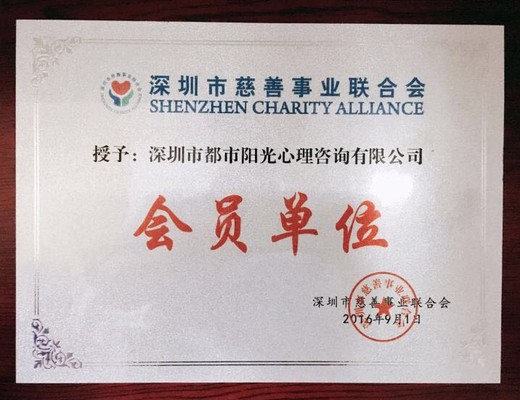 深圳市慈善事业联合会
SHENZHEN CHARITY ALLIANCE
授予：深圳市都市阳光心理咨询有限公司
会员单位
深圳市慈善事业联合会
2016年9月1日